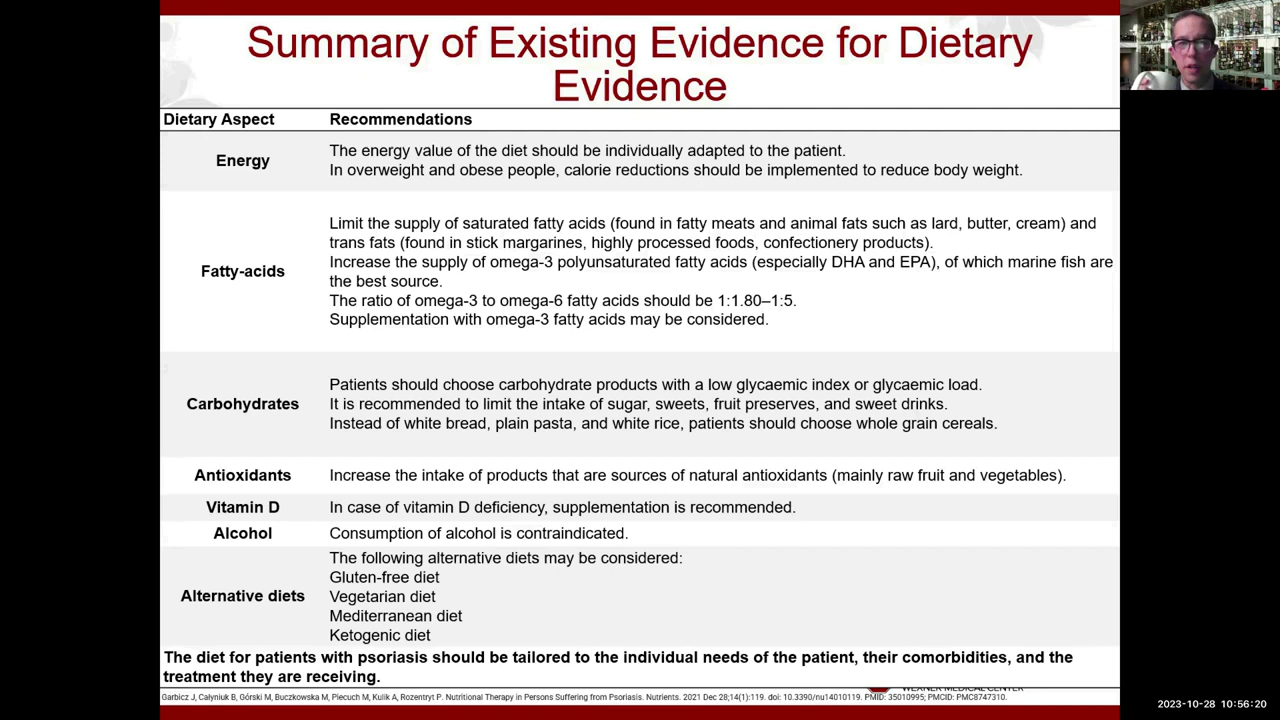 Summary of Existing Evidence for Dietary
Evidence
Dietary Aspect Recommendations
Energy
The energy value of the diet should be individually adapted to the patient.
In overweight and obese people, calorie reductions should be implemented to reduce body weight.
Fatty-acids
Limit the supply of saturated fatty acids (found in fatty meats and animal fats such as lard, butter, cream) and
trans fats (found in stick margarines, highly processed foods, confectionery products).
Increase the supply of omega-3 polyunsaturated fatty acids (especially DHA and EPA), of which marine fish are
the best source.
The ratio of omega-3 to omega-6 fatty acids should be 1:1.80–1:5.
Supplementation with omega-3 fatty acids may be considered.
Carbohydrates
Patients should choose carbohydrate products with a low glycaemic index or glycaemic load.
It is recommended to limit the intake of sugar, sweets, fruit preserves, and sweet drinks.
Instead of white bread, plain pasta, and white rice, patients should choose whole grain cereals.
Antioxidants Increase the intake of products that are sources of natural antioxidants (mainly raw fruit and vegetables).
Vitamin D In case of vitamin D deficiency, supplementation is recommended.
Alcohol Consumption of alcohol is contraindicated.
Alternative diets
The following alternative diets may be considered:
Gluten-free diet
Vegetarian diet
Mediterranean diet
Ketogenic diet
The diet for patients with psoriasis should be tailored to the individual needs of the patient, their comorbidities, and the
treatment they are receiving.
WEXNER MEDICAL CENTER
Garbicz J, Całyniuk B, Górski M, Buczkowska M, Piecuch M, Kulik A, Rozentryt P. Nutritional Therapy in Persons Suffering from Psoriasis. Nutrients. 2021 Dec 28;14(1):119. doi: 10.3390/nu14010119. PMID: 35010995; PMCID: PMC8747310.
2023-10-28 10:56:20